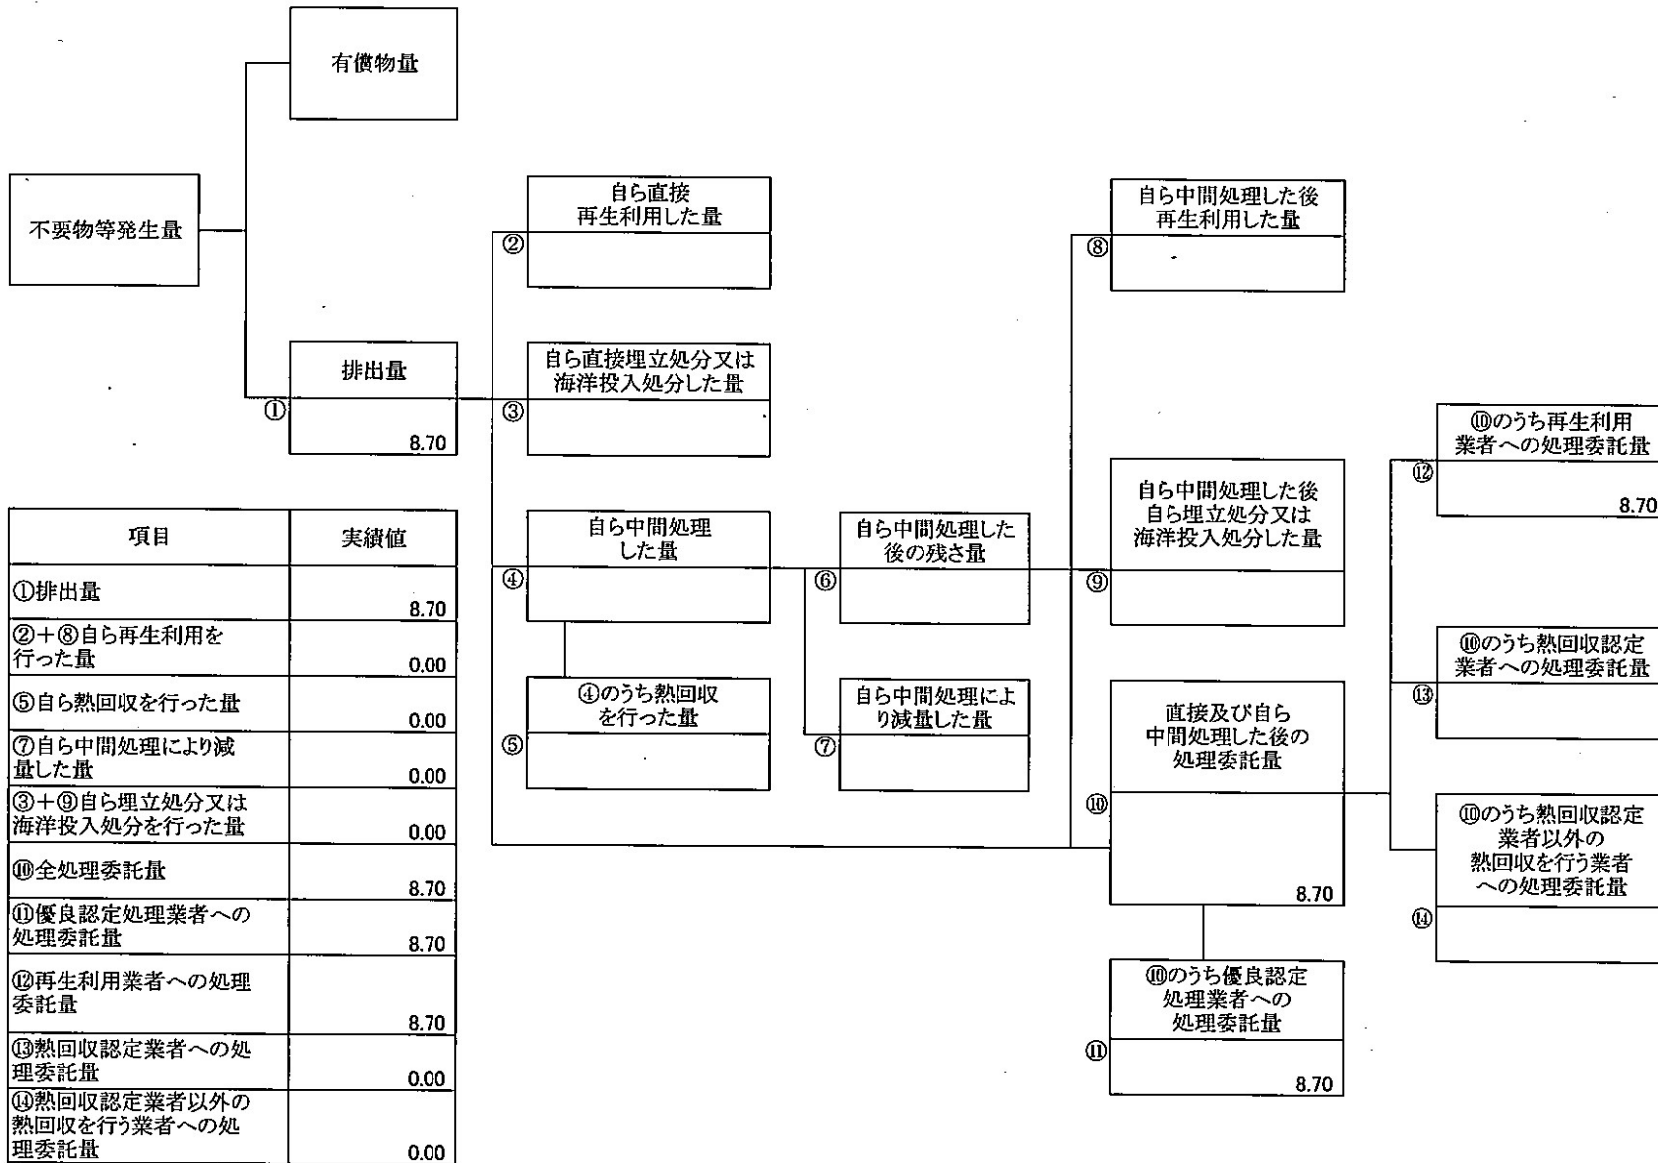 有償物量
不要物等発生量
自ら直接
再生利用した量
②
自ら中間処理した後
再生利用した量
⑧
排出量
①
8.70
自ら直接埋立処分又は
海洋投入処分した量
③
⑩のうち再生利用
業者への処理委託量
⑫
8.70
自ら中間処理
した量
④
自ら中間処理した
後の残さ量
⑥
自ら中間処理した後
自ら埋立処分又は
海洋投入処分した量
⑨
④のうち熱回収
を行った量
⑤
自ら中間処理によ
り減量した量
⑦
直接及び自ら
中間処理した後の
処理委託量
⑩
8.70
⑩のうち熱回収認定
業者への処理委託量
⑬
⑩のうち熱回収認定
業者以外の
熱回収を行う業者
への処理委託量
⑭
⑩のうち優良認定
処理業者への
処理委託量
⑪
8.70
項目 実績値
①排出量 8.70
②+⑧自ら再生利用を
行った量 0.00
⑤自ら熱回収を行った量 0.00
⑦自ら中間処理により減
量した量 0.00
③+⑨自ら埋立処分又は
海洋投入処分を行った量 0.00
⑩全処理委託量 8.70
⑪優良認定処理業者への
処理委託量 8.70
⑫再生利用業者への処理
委託量 8.70
⑬熱回収認定業者への処
理委託量 0.00
⑭熱回収認定業者以外の
熱回収を行う業者への処
理委託量 0.00